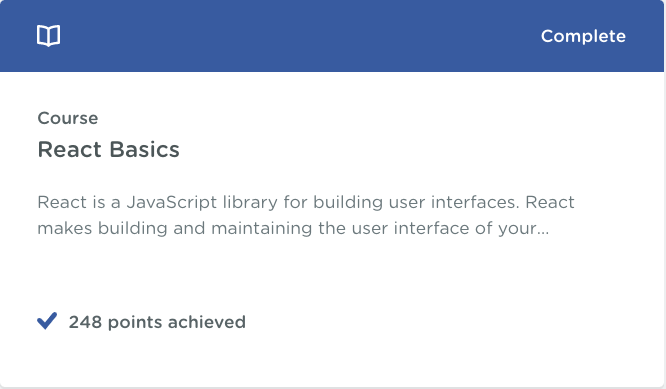 Complete
Course
React Basics
React is a JavaScript library for building user interfaces. React
makes building and maintaining the user interface of your...
248 points achieved